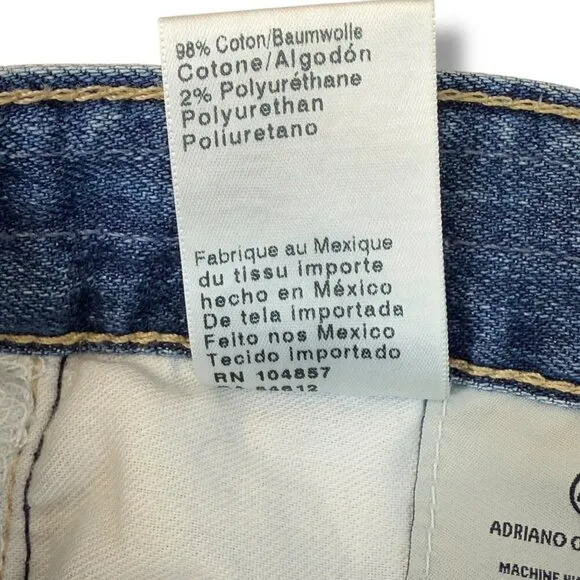 98% Coton/Baumwolle
Cotone/Algodón
2% Polyuréthane
Polyurethan
Poliuretano
Fabrique au Mexique
du tissu importe
hecho en México
De tela importada
Feito nos Mexico
Tecido importado
RN 104857
ADRIANO
MACHINE